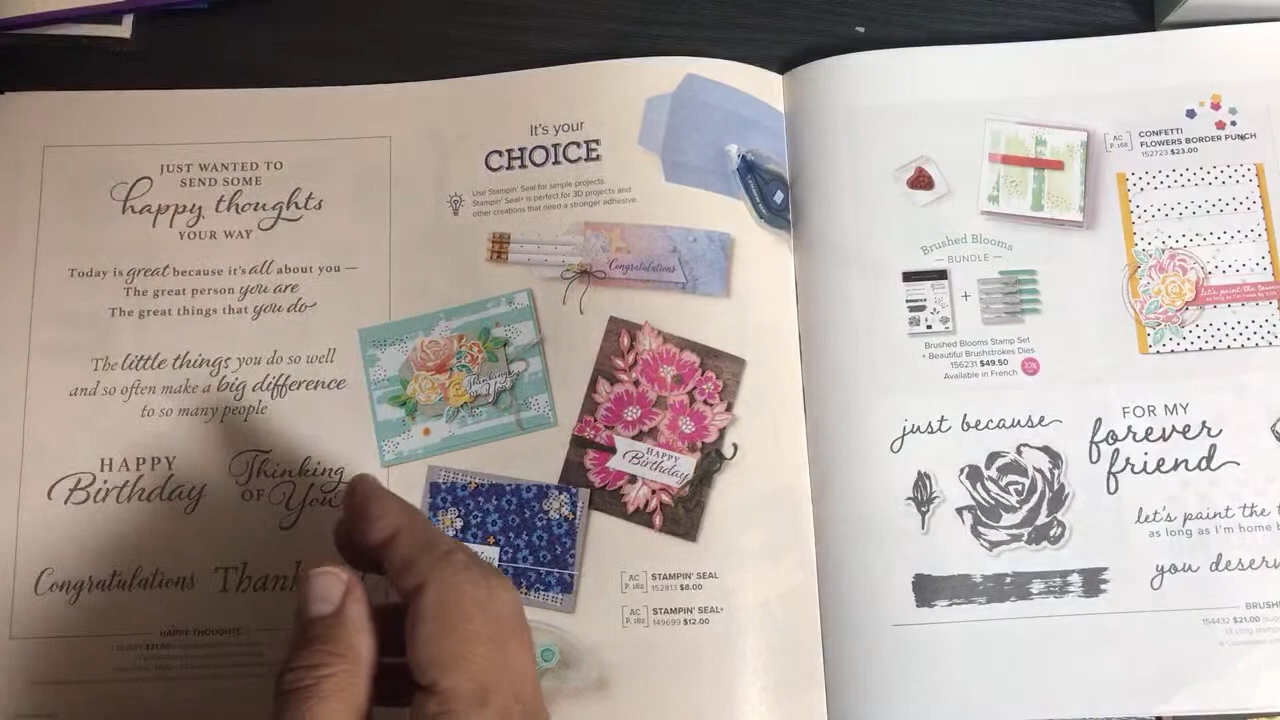 JUST WANTED TO
SEND SOME
happy thoughts
YOUR WAY
Today is great because it's all about you —
The great person you are
The great things that you do
The little things you do so well
and so often make a big difference
to so many people
HAPPY
Birthday
Thinking
OF You
Congratulations
Thank
HAPPY THOUGHTS
It's your
CHOICE
Use Stampin' Seal for simple projects.
Stampin' Seal+ is perfect for 3D projects and
other creations that need a stronger adhesive.
Congratulations
Thinking
of You
HAPPY
Birthday
AC
P. 162
STAMPIN' SEAL
152813 $8.00
AC
P. 162
STAMPIN' SEAL+
149699 $12.00
AC
P. 168
CONFETTI
FLOWERS BORDER PUNCH
152723 $23.00
Brushed Blooms
— BUNDLE —
+
Brushed Blooms Stamp Set
+ Beautiful Brushstrokes Dies
156231 $49.50
Available in French
10%
let's paint the town
just because
FOR MY
forever
friend
let's paint the
as long as I'm home
you
154432 $21.00